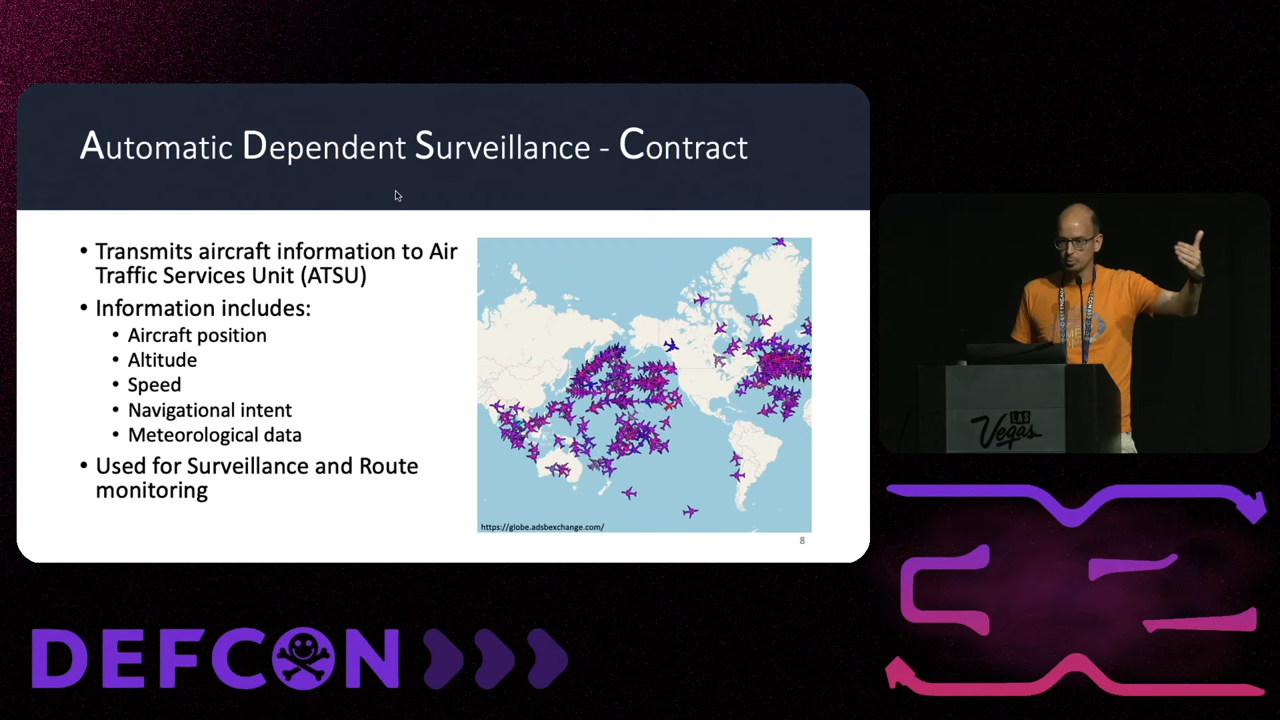 Automatic Dependent Surveillance - Contract
• Transmits aircraft information to Air
Traffic Services Unit (ATSU)
• Information includes:
• Aircraft position
• Altitude
• Speed
• Navigational intent
• Meteorological data
• Used for Surveillance and Route
monitoring
https://globe.adsbexchange.com/
8
LAS
Vegas
DEFCON